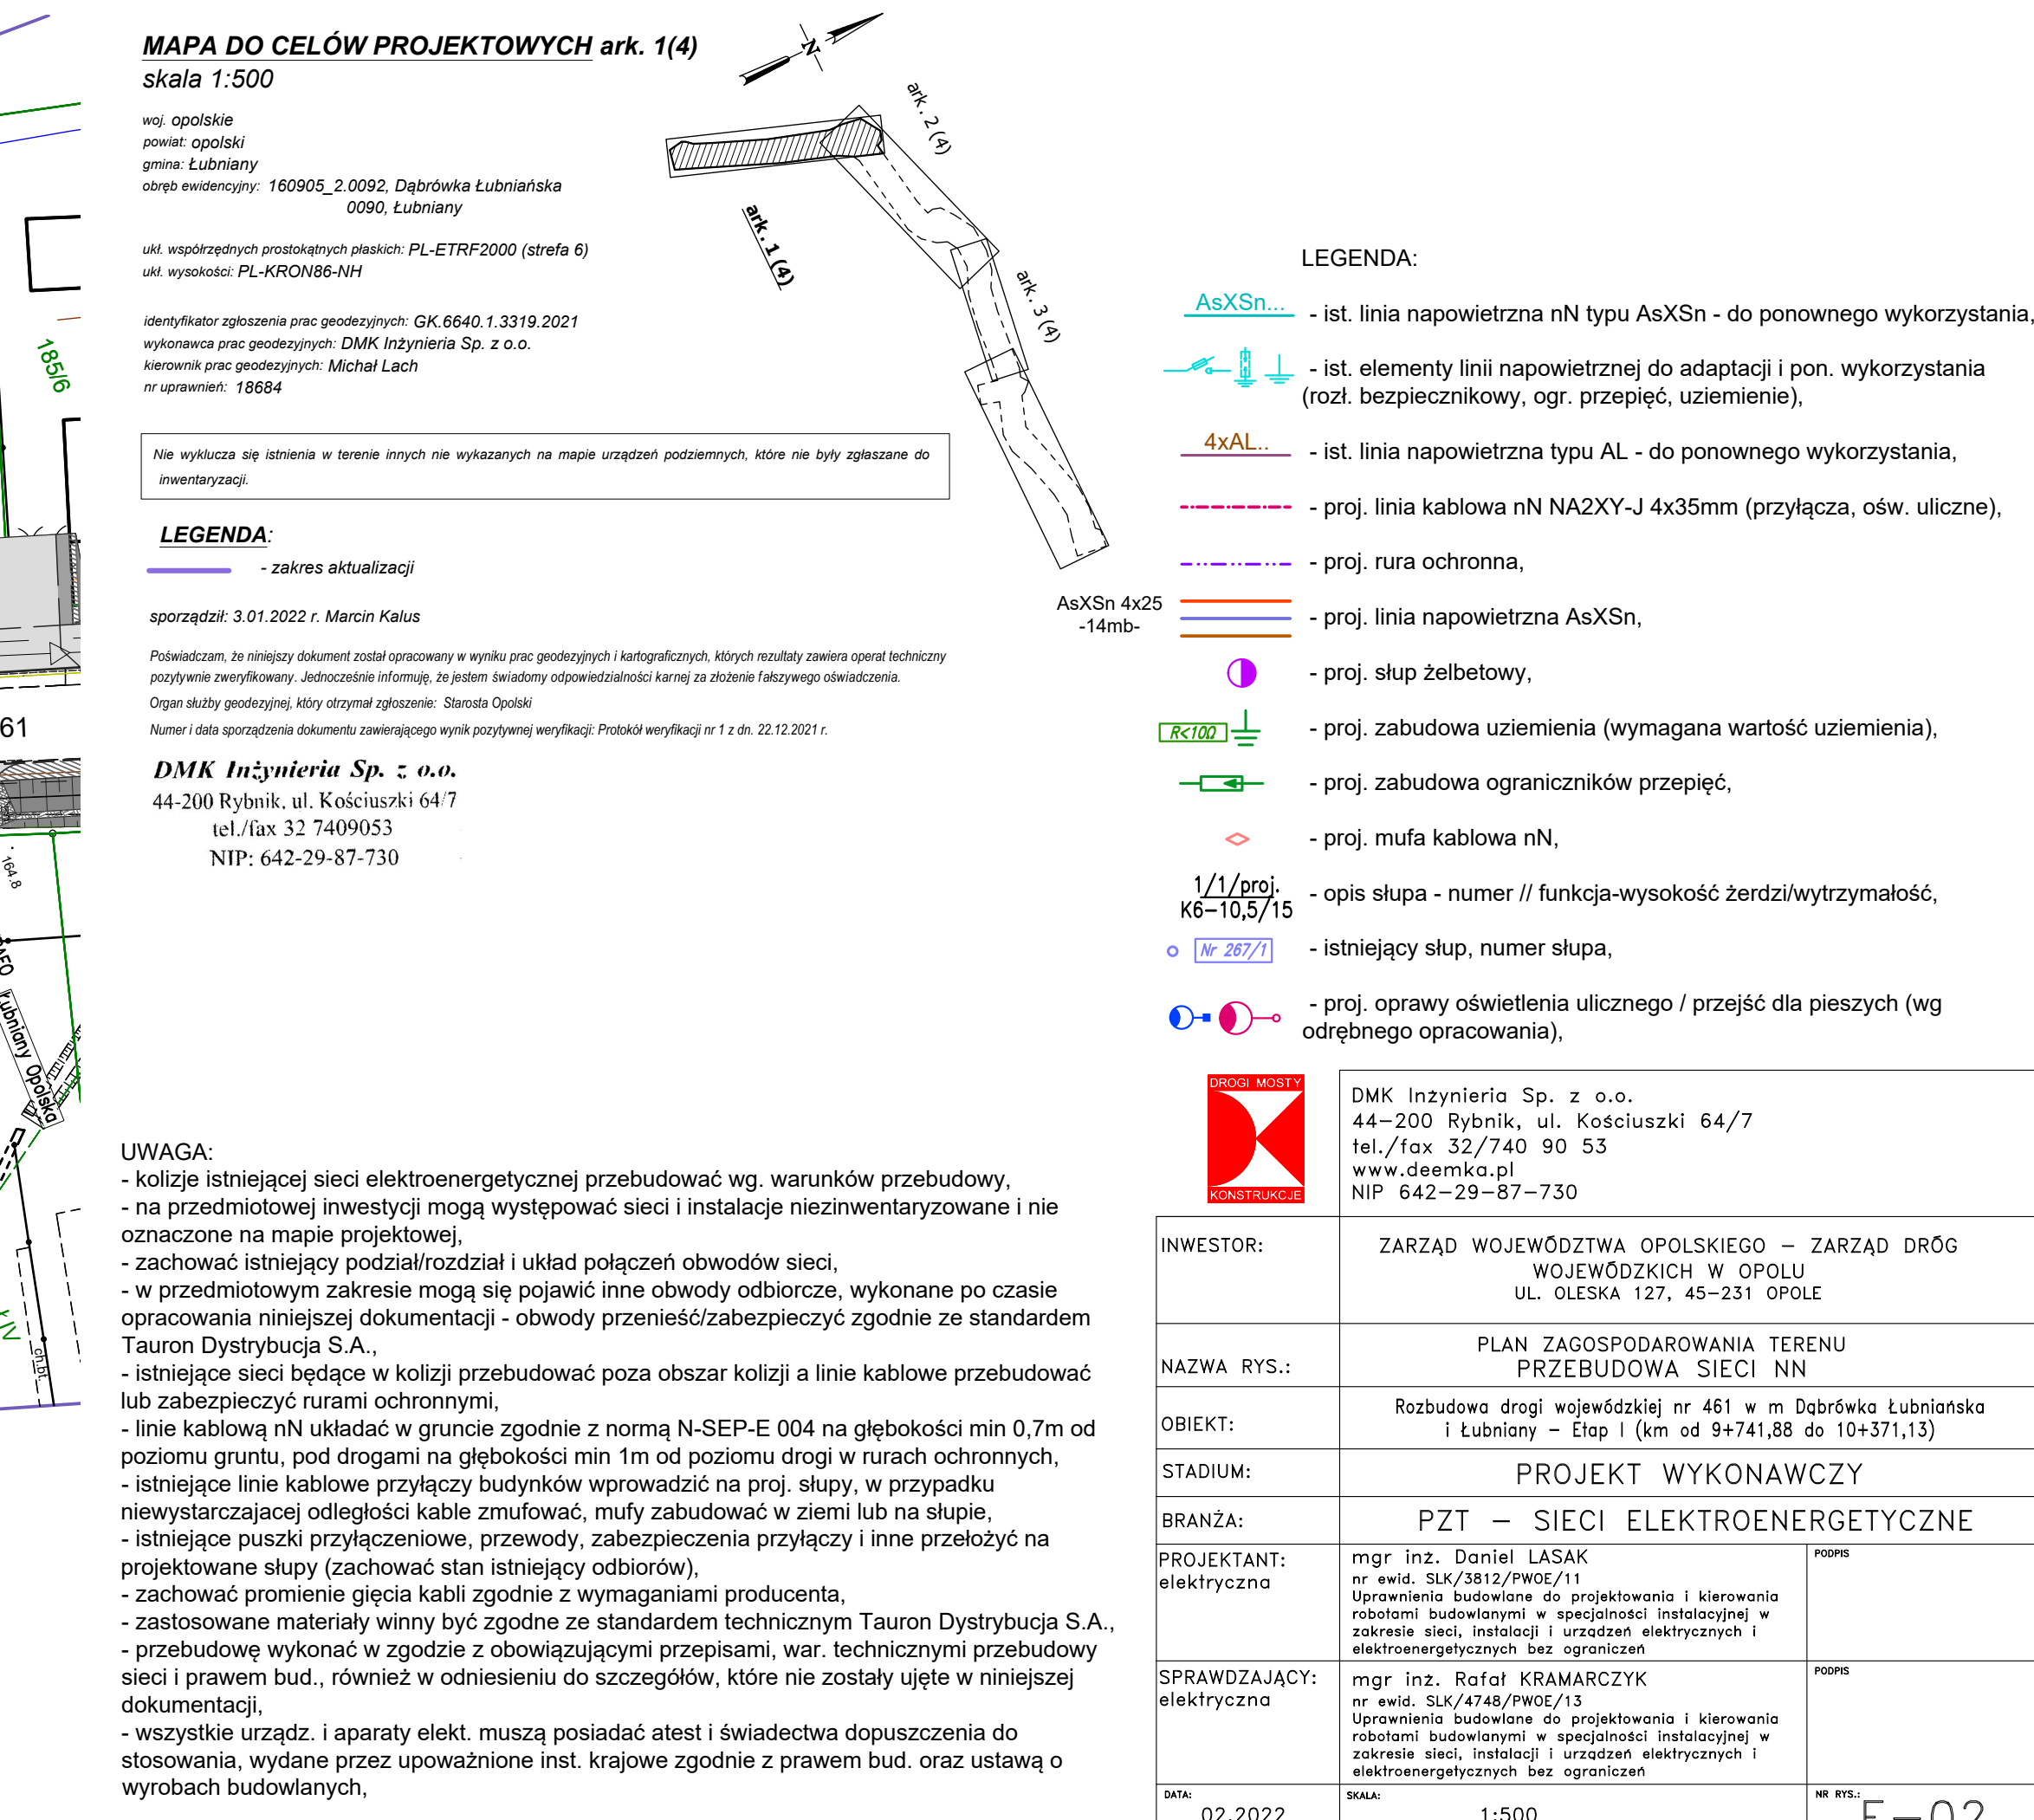 MAPA DO CELÓW PROJEKTOWYCH ark. 1(4)
skala 1:500
woj. opolskie
powiat: opolski
gmina: Łubniany
obręb ewidencyjny: 160905_2.0092, Dąbrówka Łubniańska
0090, Łubniany
ukł. współrzędnych prostokątnych płaskich: PL-ETRF2000 (strefa 6)
ukł. wysokości: PL-KRON86-NH
identyfikator zgłoszenia prac geodezyjnych: GK.6640.1.3319.2021
wykonawca prac geodezyjnych: DMK Inżynieria Sp. z o.o.
kierownik prac geodezyjnych: Michał Lach
nr uprawnień: 18684
Nie wyklucza się istnienia w terenie innych nie wykazanych na mapie urządzeń podziemnych, które nie były zgłaszane do
inwentaryzacji.
LEGENDA:
- zakres aktualizacji
sporządził: 3.01.2022 r. Marcin Kalus
Poświadczam, że niniejszy dokument został opracowany w wyniku prac geodezyjnych i kartograficznych, których rezultaty zawiera operat techniczny
pozytywnie zweryfikowany. Jednocześnie informuję, że jestem świadomy odpowiedzialności karnej za złożenie fałszywego oświadczenia.
Organ służby geodezyjnej, który otrzymał zgłoszenie: Starosta Opolski
Numer i data sporządzenia dokumentu zawierającego wynik pozytywnej weryfikacji: Protokół weryfikacji nr 1 z dn. 22.12.2021 r.
DMK Inżynieria Sp. z o.o.
44-200 Rybnik, ul. Kościuszki 64/7
tel./fax 32 7409053
NIP: 642-29-87-730
N
ark. 1 (4)
ark. 2 (4)
ark. 3 (4)
185/6
61
164.8
Łubniany Opolska
ch.bt.
LEGENDA:
AsXSn... - ist. linia napowietrzna nN typu AsXSn - do ponownego wykorzystania,
- ist. elementy linii napowietrznej do adaptacji i pon. wykorzystania
(rozł. bezpiecznikowy, ogr. przepięć, uziemienie),
4xAL.. - ist. linia napowietrzna typu AL - do ponownego wykorzystania,
- proj. linia kablowa nN NA2XY-J 4x35mm (przyłącza, ośw. uliczne),
- proj. rura ochronna,
AsXSn 4x25
-14mb-
- proj. linia napowietrzna AsXSn,
- proj. słup żelbetowy,
R<10Ω - proj. zabudowa uziemienia (wymagana wartość uziemienia),
- proj. zabudowa ograniczników przepięć,
- proj. mufa kablowa nN,
1/1/proj.
K6-10,5/15
- opis słupa - numer // funkcja-wysokość żerdzi/wytrzymałość,
Nr 267/1 - istniejący słup, numer słupa,
- proj. oprawy oświetlenia ulicznego / przejść dla pieszych (wg
odrębnego opracowania),
UWAGA:
- kolizje istniejącej sieci elektroenergetycznej przebudować wg. warunków przebudowy,
- na przedmiotowej inwestycji mogą występować sieci i instalacje niezinwentaryzowane i nie
oznaczone na mapie projektowej,
- zachować istniejący podział/rozdział i układ połączeń obwodów sieci,
- w przedmiotowym zakresie mogą się pojawić inne obwody odbiorcze, wykonane po czasie
opracowania niniejszej dokumentacji - obwody przenieść/zabezpieczyć zgodnie ze standardem
Tauron Dystrybucja S.A.,
- istniejące sieci będące w kolizji przebudować poza obszar kolizji a linie kablowe przebudować
lub zabezpieczyć rurami ochronnymi,
- linie kablową nN układać w gruncie zgodnie z normą N-SEP-E 004 na głębokości min 0,7m od
poziomu gruntu, pod drogami na głębokości min 1m od poziomu drogi w rurach ochronnych,
- istniejące linie kablowe przyłączy budynków wprowadzić na proj. słupy, w przypadku
niewystarczajacej odległości kable zmufować, mufy zabudować w ziemi lub na słupie,
- istniejące puszki przyłączeniowe, przewody, zabezpieczenia przyłączy i inne przełożyć na
projektowane słupy (zachować stan istniejący odbiorów),
- zachować promienie gięcia kabli zgodnie z wymaganiami producenta,
- zastosowane materiały winny być zgodne ze standardem technicznym Tauron Dystrybucja S.A.,
- przebudowę wykonać w zgodzie z obowiązującymi przepisami, war. technicznymi przebudowy
sieci i prawem bud., również w odniesieniu do szczegółów, które nie zostały ujęte w niniejszej
dokumentacji,
- wszystkie urządz. i aparaty elekt. muszą posiadać atest i świadectwa dopuszczenia do
stosowania, wydane przez upoważnione inst. krajowe zgodnie z prawem bud. oraz ustawą o
wyrobach budowlanych,
DROGI MOSTY
KONSTRUKCJE
DMK Inżynieria Sp. z o.o.
44-200 Rybnik, ul. Kościuszki 64/7
tel./fax 32/740 90 53
www.deemka.pl
NIP 642-29-87-730
INWESTOR:
ZARZĄD WOJEWÓDZTWA OPOLSKIEGO – ZARZĄD DRÓG
WOJEWÓDZKICH W OPOLU
UL. OLESKA 127, 45-231 OPOLE
NAZWA RYS.:
PLAN ZAGOSPODAROWANIA TERENU
PRZEBUDOWA SIECI NN
OBIEKT:
Rozbudowa drogi wojewódzkiej nr 461 w m Dąbrówka Łubniańska
i Łubniany – Etap I (km od 9+741,88 do 10+371,13)
STADIUM:
PROJEKT WYKONAWCZY
BRANŻA:
PZT – SIECI ELEKTROENERGETYCZNE
PROJEKTANT:
elektryczna
mgr inż. Daniel LASAK
nr ewid. SLK/3812/PWOE/11
Uprawnienia budowlane do projektowania i kierowania
robotami budowlanymi w specjalności instalacyjnej w
zakresie sieci, instalacji i urządzeń elektrycznych i
elektroenergetycznych bez ograniczeń
PODPIS
SPRAWDZAJĄCY:
elektryczna
mgr inż. Rafał KRAMARCZYK
nr ewid. SLK/4748/PWOE/13
Uprawnienia budowlane do projektowania i kierowania
robotami budowlanymi w specjalności instalacyjnej w
zakresie sieci, instalacji i urządzeń elektrycznych i
elektroenergetycznych bez ograniczeń
PODPIS
DATA:
02.2022
SKALA:
1:500
NR RYS.:
E-02